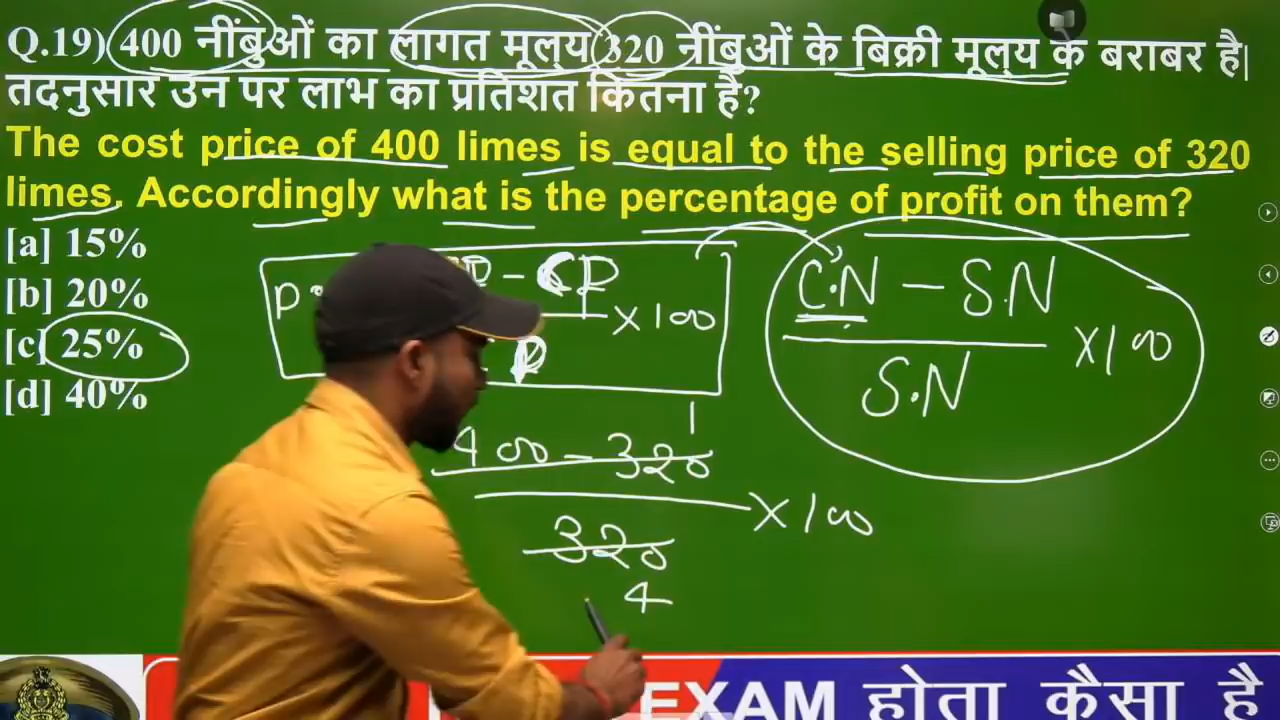 Q.19) 400 नींबुओं का लागत मूल्य 320 नींबुओं के बिक्री मूल्य के बराबर है|
तदनुसार उन पर लाभ का प्रतिशत कितना है?
The cost price of 400 limes is equal to the selling price of 320
limes. Accordingly what is the percentage of profit on them?
[a] 15%
[b] 20%
[c] 25%
[d] 40%
P - CP
P × 100
P
C.N - S.N
× 100
S.N
1
400 - 320
× 100
320
4
EXAM होता कैसा है